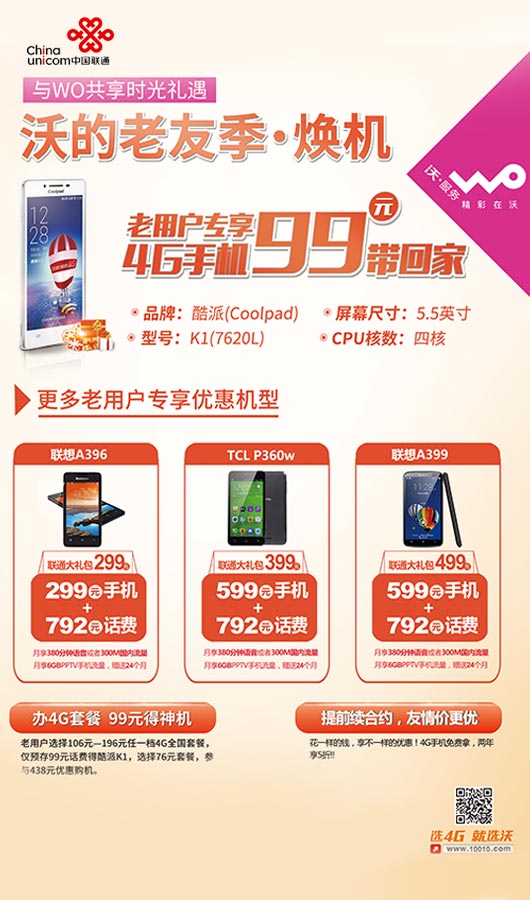 China
unicom中国联通
与WO共享时光礼遇
沃的老友季·焕机
沃·服务
精彩在沃
Coolpad
12
28
老用户专享
4G手机99元带回家
品牌：酷派(Coolpad)
屏幕尺寸：5.5英寸
型号：K1(7620L)
CPU核数：四核
更多老用户专享优惠机型
联想A396
联通大礼包299元
299元手机
+
792元话费
月享380分钟语音或者300M国内流量
月享6GBPPTV手机流量，赠送24个月
TCL P360w
联通大礼包399元
599元手机
+
792元话费
月享380分钟语音或者300M国内流量
月享6GBPPTV手机流量，赠送24个月
联想A399
联通大礼包499元
599元手机
+
792元话费
月享380分钟语音或者300M国内流量
月享6GBPPTV手机流量，赠送24个月
办4G套餐 99元得神机
老用户选择106元—196元任一档4G全国套餐，
仅预存99元话费得酷派K1，选择76元套餐，参
与438元优惠购机。
提前续合约，友情价更优
花一样的钱，享不一样的优惠！4G手机免费拿，两年
享5折!!
选4G 就选沃
www.10010.com